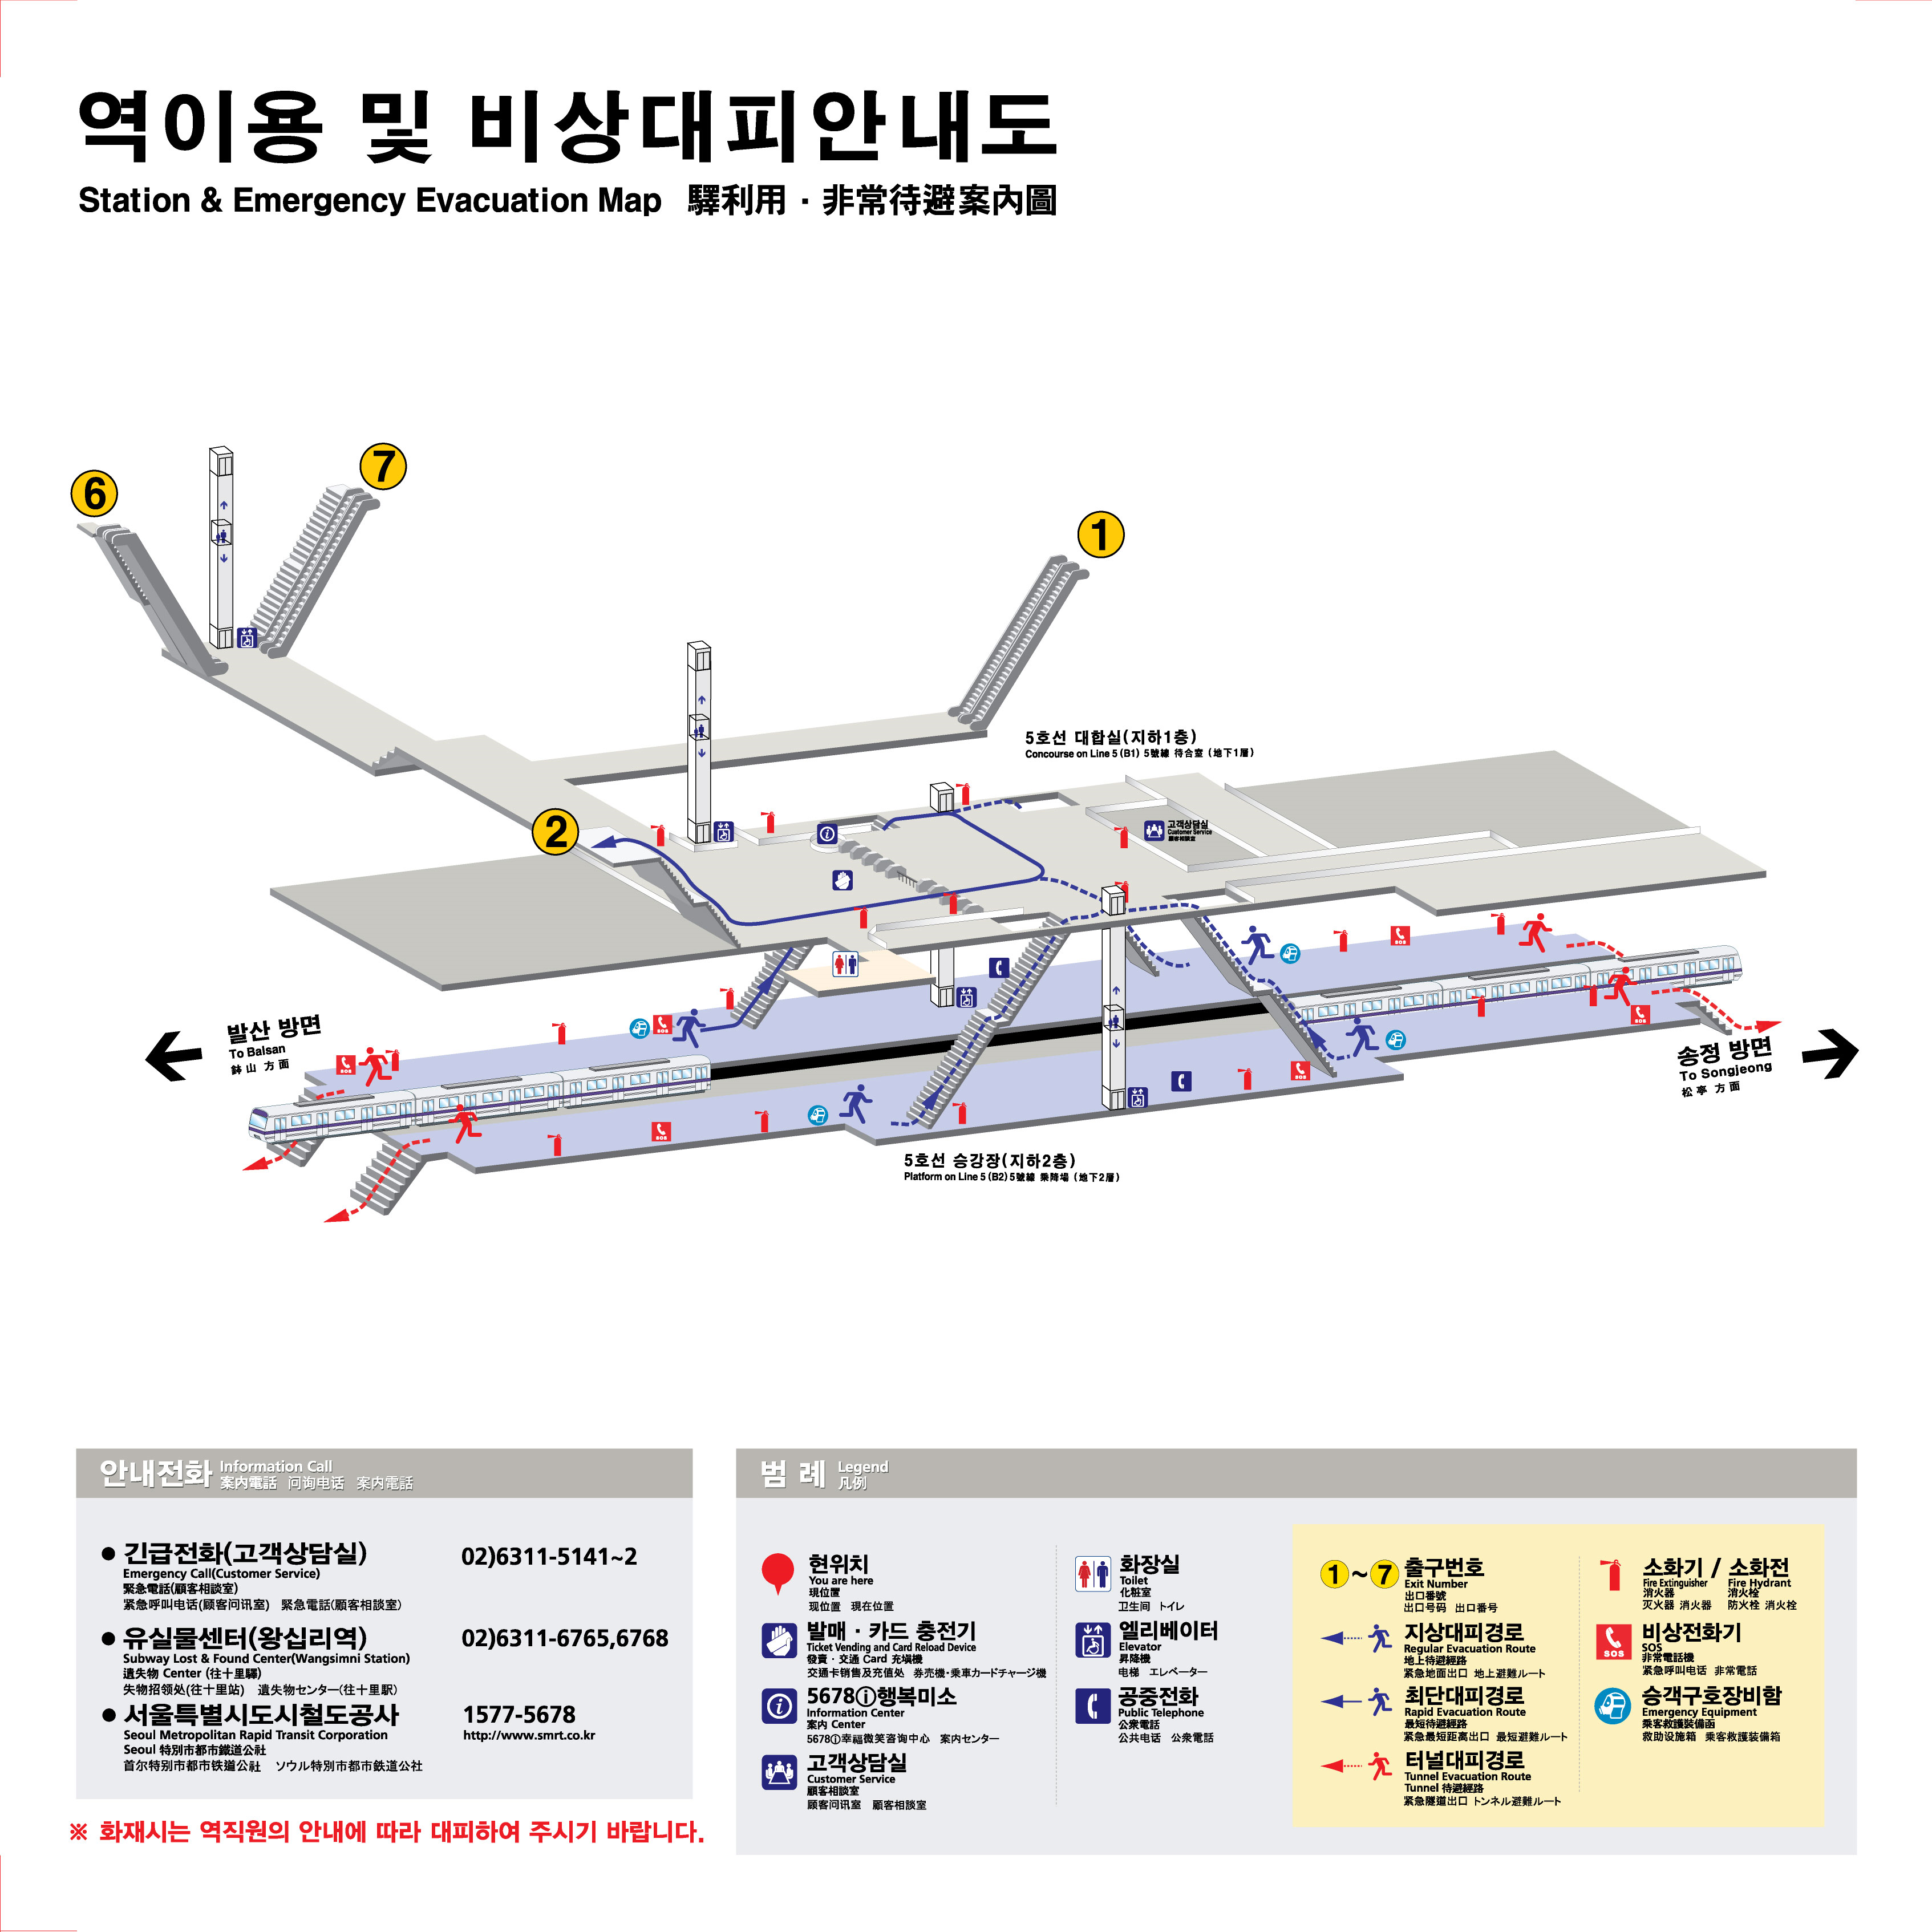 역이용 및 비상대피안내도
Station & Emergency Evacuation Map 驛利用·非常待避案內圖
6
7
1
5호선 대합실(지하1층)
Concourse on Line 5 (B1) 5號線 待合室 (地下1層)
2
고객상담실
Customer Service
顧客相談室
발산 방면
To Balsan
鉢山 方面
송정 방면
To Songjeong
松亭 方面
SOS
SOS
SOS
SOS
SOS
SOS
5호선 승강장(지하2층)
Platform on Line 5 (B2) 5號線 乘降場 (地下2層)
안내전화 Information Call
案內電話 问询电话 案内電話
● 긴급전화(고객상담실) 02)6311-5141~2
Emergency Call(Customer Service)
緊急電話(顧客相談室)
紧急呼叫电话(顾客问讯室) 緊急電話(顧客相談室)
● 유실물센터(왕십리역) 02)6311-6765,6768
Subway Lost & Found Center(Wangsimni Station)
遺失物 Center (往十里驛)
失物招领处(往十里站) 遺失物センター(往十里駅)
● 서울특별시도시철도공사 1577-5678
Seoul Metropolitan Rapid Transit Corporation http://www.smrt.co.kr
Seoul 特別市都市鐵道公社
首尔特别市都市铁道公社 ソウル特別市都市鉄道公社
※ 화재시는 역직원의 안내에 따라 대피하여 주시기 바랍니다.
범 례 Legend
凡例
현위치
You are here
現位置
现位置 現在位置
발매·카드 충전기
Ticket Vending and Card Reload Device
發賣·交通 Card 充塡機
交通卡销售及充值处 券売機·乗車カードチャージ機
5678ⓘ행복미소
Information Center
案內 Center
5678ⓘ幸福微笑咨询中心 案内センター
고객상담실
Customer Service
顧客相談室
顾客问讯室 顧客相談室
화장실
Toilet
化粧室
卫生间 トイレ
엘리베이터
Elevator
昇降機
电梯 エレベーター
공중전화
Public Telephone
公衆電話
公共电话 公衆電話
1~7 출구번호
Exit Number
出口番號
出口号码 出口番号
지상대피경로
Regular Evacuation Route
地上待避經路
紧急地面出口 地上避難ルート
최단대피경로
Rapid Evacuation Route
最短待避經路
紧急最短距离出口 最短避難ルート
터널대피경로
Tunnel Evacuation Route
Tunnel 待避經路
紧急隧道出口 トンネル避難ルート
소화기 / 소화전
Fire Extinguisher Fire Hydrant
消火器 消火栓
灭火器 消火器 防火栓 消火栓
SOS
비상전화기
SOS
非常電話機
紧急呼叫电话 非常電話
승객구호장비함
Emergency Equipment
乘客救護裝備函
救助设施箱 乗客救護装備箱